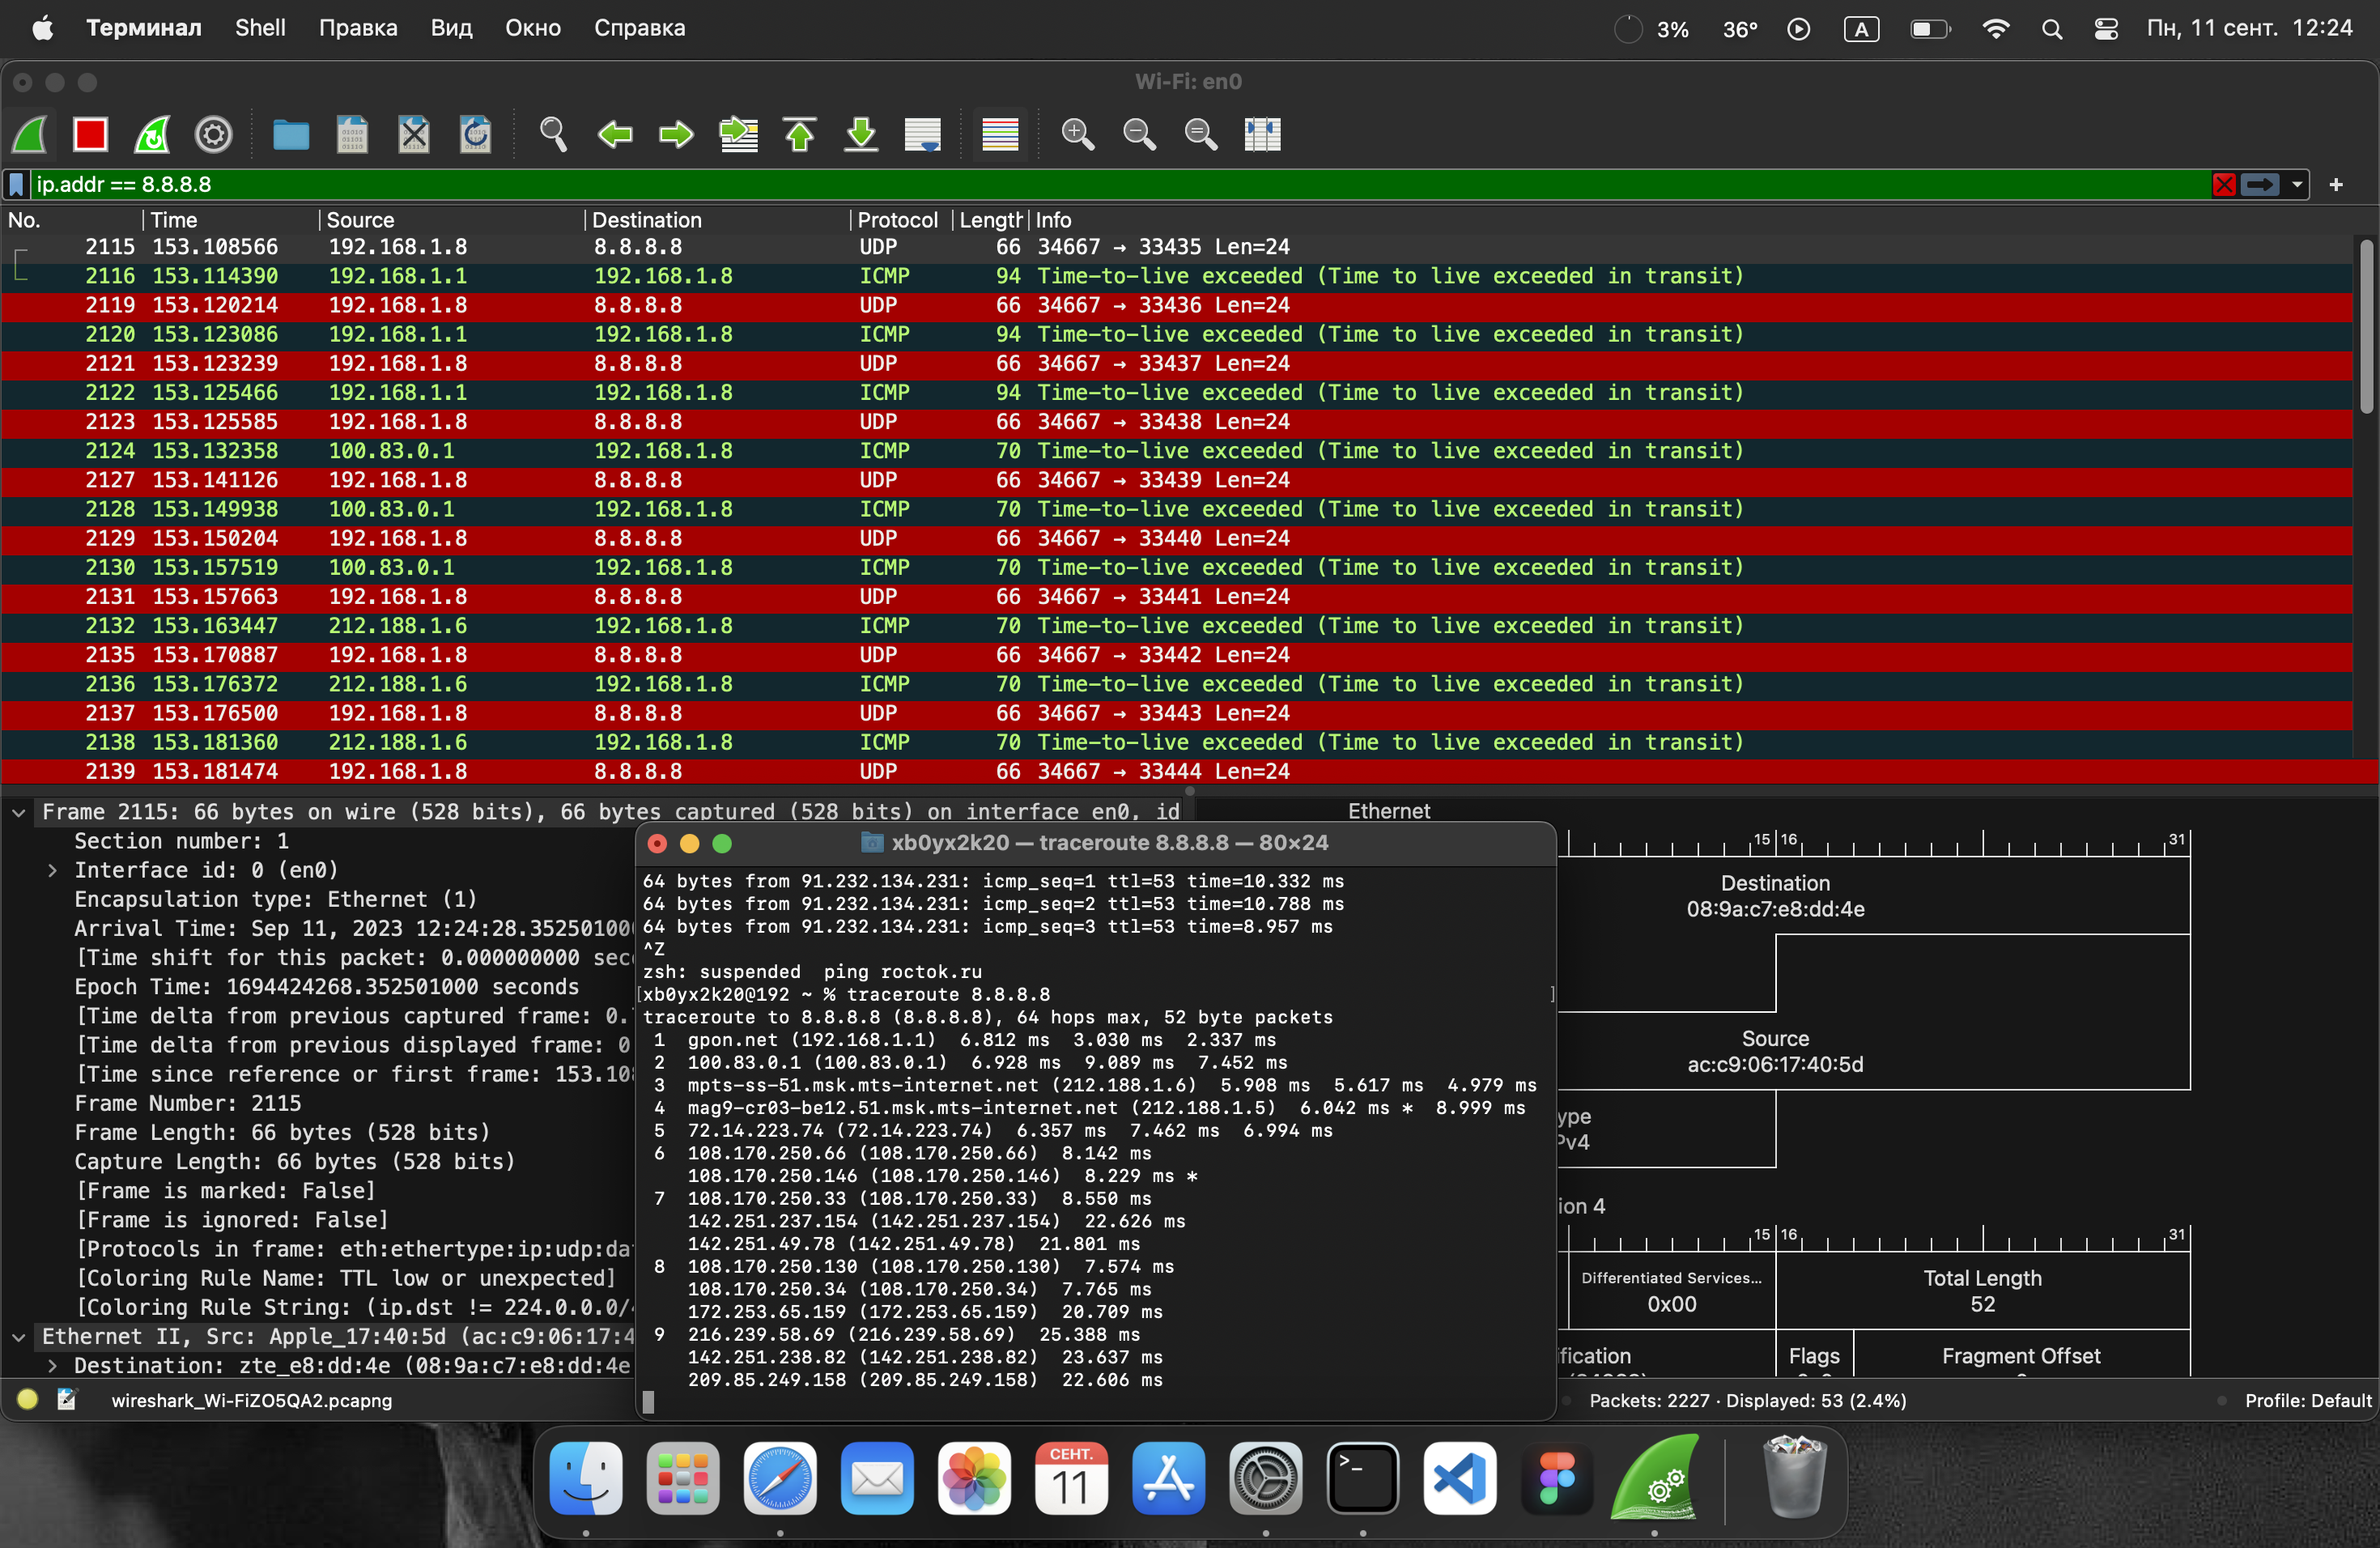 Терминал Shell Правка Вид Окно Справка 3% 36° A Пн, 11 сент. 12:24
Wi-Fi: en0
ip.addr == 8.8.8.8
No. Time Source Destination Protocol Length Info
2115 153.108566 192.168.1.8 8.8.8.8 UDP 66 34667 → 33435 Len=24
2116 153.114390 192.168.1.1 192.168.1.8 ICMP 94 Time-to-live exceeded (Time to live exceeded in transit)
2119 153.120214 192.168.1.8 8.8.8.8 UDP 66 34667 → 33436 Len=24
2120 153.123086 192.168.1.1 192.168.1.8 ICMP 94 Time-to-live exceeded (Time to live exceeded in transit)
2121 153.123239 192.168.1.8 8.8.8.8 UDP 66 34667 → 33437 Len=24
2122 153.125466 192.168.1.1 192.168.1.8 ICMP 94 Time-to-live exceeded (Time to live exceeded in transit)
2123 153.125585 192.168.1.8 8.8.8.8 UDP 66 34667 → 33438 Len=24
2124 153.132358 100.83.0.1 192.168.1.8 ICMP 70 Time-to-live exceeded (Time to live exceeded in transit)
2127 153.141126 192.168.1.8 8.8.8.8 UDP 66 34667 → 33439 Len=24
2128 153.149938 100.83.0.1 192.168.1.8 ICMP 70 Time-to-live exceeded (Time to live exceeded in transit)
2129 153.150204 192.168.1.8 8.8.8.8 UDP 66 34667 → 33440 Len=24
2130 153.157519 100.83.0.1 192.168.1.8 ICMP 70 Time-to-live exceeded (Time to live exceeded in transit)
2131 153.157663 192.168.1.8 8.8.8.8 UDP 66 34667 → 33441 Len=24
2132 153.163447 212.188.1.6 192.168.1.8 ICMP 70 Time-to-live exceeded (Time to live exceeded in transit)
2135 153.170887 192.168.1.8 8.8.8.8 UDP 66 34667 → 33442 Len=24
2136 153.176372 212.188.1.6 192.168.1.8 ICMP 70 Time-to-live exceeded (Time to live exceeded in transit)
2137 153.176500 192.168.1.8 8.8.8.8 UDP 66 34667 → 33443 Len=24
2138 153.181360 212.188.1.6 192.168.1.8 ICMP 70 Time-to-live exceeded (Time to live exceeded in transit)
2139 153.181474 192.168.1.8 8.8.8.8 UDP 66 34667 → 33444 Len=24
Frame 2115: 66 bytes on wire (528 bits), 66 bytes captured (528 bits) on interface en0, id
Section number: 1
Interface id: 0 (en0)
Encapsulation type: Ethernet (1)
Arrival Time: Sep 11, 2023 12:24:28.352501000
[Time shift for this packet: 0.000000000 sec
Epoch Time: 1694424268.352501000 seconds
[Time delta from previous captured frame: 0.
[Time delta from previous displayed frame: 0
[Time since reference or first frame: 153.108
Frame Number: 2115
Frame Length: 66 bytes (528 bits)
Capture Length: 66 bytes (528 bits)
[Frame is marked: False]
[Frame is ignored: False]
[Protocols in frame: eth:ethertype:ip:udp:da
[Coloring Rule Name: TTL low or unexpected]
[Coloring Rule String: (ip.dst != 224.0.0.0/
Ethernet II, Src: Apple_17:40:5d (ac:c9:06:17:4
Destination: zte_e8:dd:4e (08:9a:c7:e8:dd:4e
xb0yx2k20 — traceroute 8.8.8.8 — 80×24
64 bytes from 91.232.134.231: icmp_seq=1 ttl=53 time=10.332 ms
64 bytes from 91.232.134.231: icmp_seq=2 ttl=53 time=10.788 ms
64 bytes from 91.232.134.231: icmp_seq=3 ttl=53 time=8.957 ms
^Z
zsh: suspended ping roctok.ru
[xb0yx2k20@192 ~ % traceroute 8.8.8.8 ]
traceroute to 8.8.8.8 (8.8.8.8), 64 hops max, 52 byte packets
1 gpon.net (192.168.1.1) 6.812 ms 3.030 ms 2.337 ms
2 100.83.0.1 (100.83.0.1) 6.928 ms 9.089 ms 7.452 ms
3 mpts-ss-51.msk.mts-internet.net (212.188.1.6) 5.908 ms 5.617 ms 4.979 ms
4 mag9-cr03-be12.51.msk.mts-internet.net (212.188.1.5) 6.042 ms * 8.999 ms
5 72.14.223.74 (72.14.223.74) 6.357 ms 7.462 ms 6.994 ms
6 108.170.250.66 (108.170.250.66) 8.142 ms
108.170.250.146 (108.170.250.146) 8.229 ms *
7 108.170.250.33 (108.170.250.33) 8.550 ms
142.251.237.154 (142.251.237.154) 22.626 ms
142.251.49.78 (142.251.49.78) 21.801 ms
8 108.170.250.130 (108.170.250.130) 7.574 ms
108.170.250.34 (108.170.250.34) 7.765 ms
172.253.65.159 (172.253.65.159) 20.709 ms
9 216.239.58.69 (216.239.58.69) 25.388 ms
142.251.238.82 (142.251.238.82) 23.637 ms
209.85.249.158 (209.85.249.158) 22.606 ms
Ethernet
15 16 31
Destination
08:9a:c7:e8:dd:4e
Source
ac:c9:06:17:40:5d
ype
Pv4
ion 4
15 16 31
Differentiated Services... Total Length
0x00 52
fication Flags Fragment Offset
wireshark_Wi-FiZO5QA2.pcapng Packets: 2227 · Displayed: 53 (2.4%) Profile: Default
СЕНТ.
11